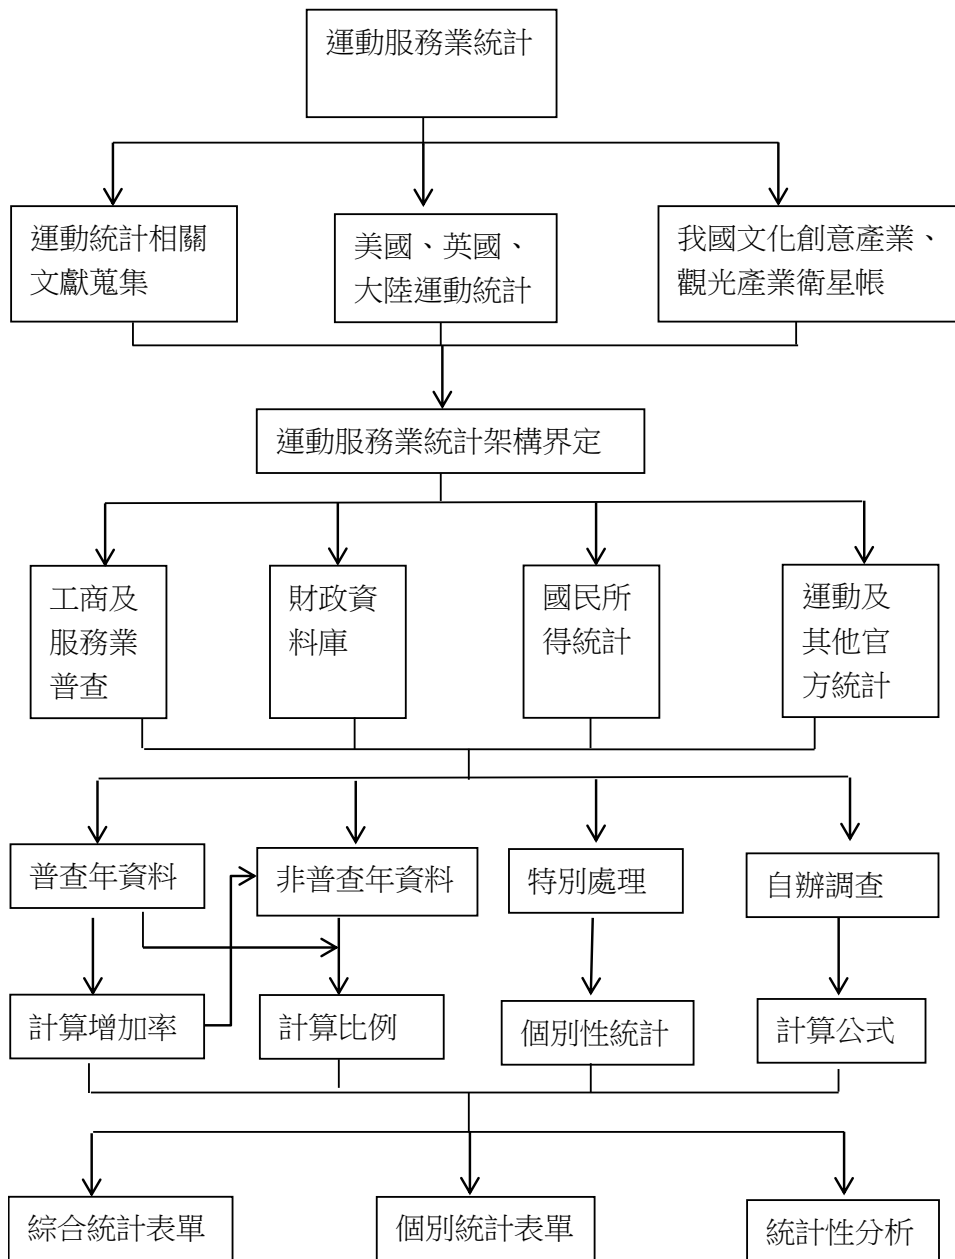 運動服務業統計
運動統計相關
文獻蒐集
美國、英國、
大陸運動統計
我國文化創意產業、
觀光產業衛星帳
運動服務業統計架構界定
工商及
服務業
普查
財政資
料庫
國民所
得統計
運動及
其他官
方統計
普查年資料
非普查年資料
特別處理
自辦調查
計算增加率
計算比例
個別性統計
計算公式
綜合統計表單
個別統計表單
統計性分析